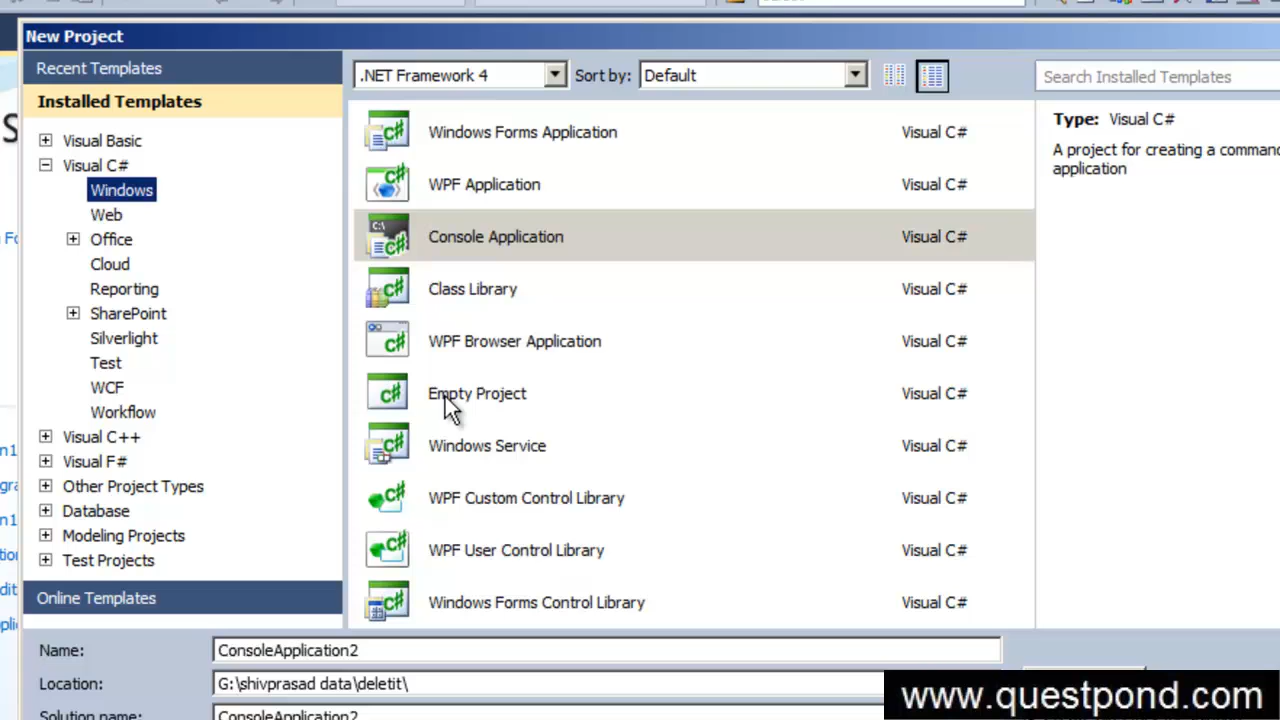 New Project
Recent Templates
.NET Framework 4
Sort by:
Default
Search Installed Templates
Installed Templates
Visual Basic
Visual C#
Windows
Web
Office
Cloud
Reporting
SharePoint
Silverlight
Test
WCF
Workflow
Visual C++
Visual F#
Other Project Types
Database
Modeling Projects
Test Projects
Online Templates
Windows Forms Application Visual C#
WPF Application Visual C#
Console Application Visual C#
Class Library Visual C#
WPF Browser Application Visual C#
Empty Project Visual C#
Windows Service Visual C#
WPF Custom Control Library Visual C#
WPF User Control Library Visual C#
Windows Forms Control Library Visual C#
Type: Visual C#
A project for creating a comman
application
Name: ConsoleApplication2
Location: G:\shivprasad data\deletit\
Solution name: ConsoleApplication2
www.questpond.com